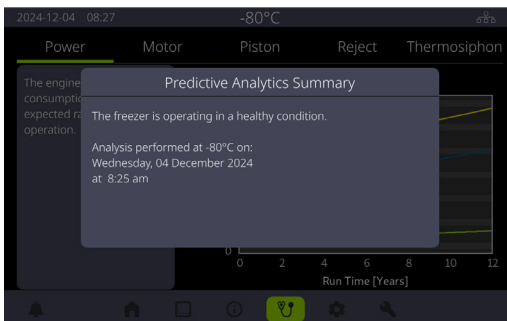 2024-12-04 08:27
-80°C
Power Motor Piston Reject Thermosiphon
The engine
consumptio
expected ra
operation.
Predictive Analytics Summary
The freezer is operating in a healthy condition.
Analysis performed at -80°C on:
Wednesday, 04 December 2024
at 8:25 am
0
0 2 4 6 8 10 12
Run Time [Years]